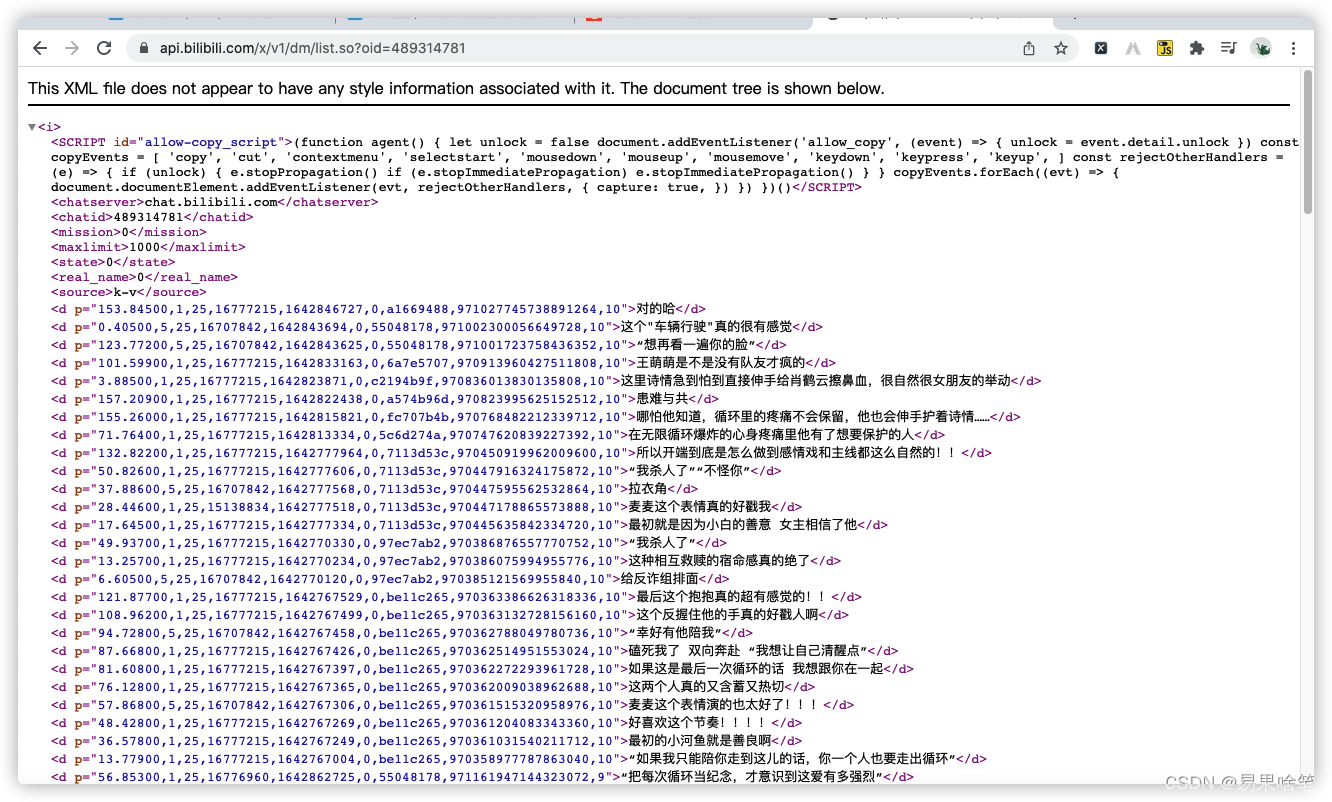 api.bilibili.com/x/v1/dm/list.so?oid=489314781
JS
This XML file does not appear to have any style information associated with it. The document tree is shown below.
▼<i>
<SCRIPT id="allow-copy_script">(function agent() { let unlock = false document.addEventListener('allow_copy', (event) => { unlock = event.detail.unlock }) const
copyEvents = [ 'copy', 'cut', 'contextmenu', 'selectstart', 'mousedown', 'mouseup', 'mousemove', 'keydown', 'keypress', 'keyup', ] const rejectOtherHandlers =
(e) => { if (unlock) { e.stopPropagation() if (e.stopImmediatePropagation) e.stopImmediatePropagation() } } copyEvents.forEach((evt) => {
document.documentElement.addEventListener(evt, rejectOtherHandlers, { capture: true, }) }) })()</SCRIPT>
<chatserver>chat.bilibili.com</chatserver>
<chatid>489314781</chatid>
<mission>0</mission>
<maxlimit>1000</maxlimit>
<state>0</state>
<real_name>0</real_name>
<source>k-v</source>
<d p="153.84500,1,25,16777215,1642846727,0,a1669488,971027745738891264,10">对的哈</d>
<d p="0.40500,5,25,16707842,1642843694,0,55048178,971002300056649728,10">这个"车辆行驶"真的很有感觉</d>
<d p="123.77200,5,25,16707842,1642843625,0,55048178,971001723758436352,10">“想再看一遍你的脸”</d>
<d p="101.59900,1,25,16777215,1642833163,0,6a7e5707,970913960427511808,10">王萌萌是不是没有队友才疯的</d>
<d p="3.88500,1,25,16777215,1642823871,0,c2194b9f,970836013830135808,10">这里诗情急到怕到直接伸手给肖鹤云擦鼻血，很自然很女朋友的举动</d>
<d p="157.20900,1,25,16777215,1642822438,0,a574b96d,970823995625152512,10">患难与共</d>
<d p="155.26000,1,25,16777215,1642815821,0,fc707b4b,970768482212339712,10">哪怕他知道，循环里的疼痛不会保留，他也会伸手护着诗情……</d>
<d p="71.76400,1,25,16777215,1642813334,0,5c6d274a,970747620839227392,10">在无限循环爆炸的心身疼痛里他有了想要保护的人</d>
<d p="132.82200,1,25,16777215,1642777964,0,7113d53c,970450919962009600,10">所以开端到底是怎么做到感情戏和主线都这么自然的！！</d>
<d p="50.82600,1,25,16777215,1642777606,0,7113d53c,970447916324175872,10">“我杀人了”“不怪你”</d>
<d p="37.88600,5,25,16707842,1642777568,0,7113d53c,970447595562532864,10">拉衣角</d>
<d p="28.44600,1,25,15138834,1642777518,0,7113d53c,970447178865573888,10">麦麦这个表情真的好戳我</d>
<d p="17.64500,1,25,16777215,1642777334,0,7113d53c,970445635842334720,10">最初就是因为小白的善意 女主相信了他</d>
<d p="49.93700,1,25,16777215,1642770330,0,97ec7ab2,970386876557770752,10">“我杀人了”</d>
<d p="13.25700,1,25,16777215,1642770234,0,97ec7ab2,970386075994955776,10">这种相互救赎的宿命感真的绝了</d>
<d p="6.60500,5,25,16707842,1642770120,0,97ec7ab2,970385121569955840,10">给反诈组排面</d>
<d p="121.87700,1,25,16777215,1642767529,0,be11c265,970363386626318336,10">最后这个抱抱真的超有感觉的！！</d>
<d p="108.96200,1,25,16777215,1642767499,0,be11c265,970363132728156160,10">这个反握住他的手真的好戳人啊</d>
<d p="94.72800,5,25,16707842,1642767458,0,be11c265,970362788049780736,10">“幸好有他陪我”</d>
<d p="87.66800,1,25,16777215,1642767426,0,be11c265,970362514951553024,10">磕死我了 双向奔赴 “我想让自己清醒点”</d>
<d p="81.60800,1,25,16777215,1642767397,0,be11c265,970362272293961728,10">如果这是最后一次循环的话 我想跟你在一起</d>
<d p="76.12800,1,25,16777215,1642767365,0,be11c265,970362009038962688,10">这两个人真的又含蓄又热切</d>
<d p="57.86800,5,25,16707842,1642767306,0,be11c265,970361515320958976,10">麦麦这个表情演的也太好了！！！</d>
<d p="48.42800,1,25,16777215,1642767269,0,be11c265,970361204083343360,10">好喜欢这个节奏！！！！</d>
<d p="36.57800,1,25,16777215,1642767249,0,be11c265,970361031540211712,10">最初的小河鱼就是善良啊</d>
<d p="13.77900,1,25,16777215,1642767004,0,be11c265,970358977787863040,10">“如果我只能陪你走到这儿的话，你一个人也要走出循环”</d>
<d p="56.85300,1,25,16776960,1642862725,0,55048178,971161947144323072,9">“把每次循环当纪念，才意识到这爱有多强烈”</d>
CSDN @易果啥笔